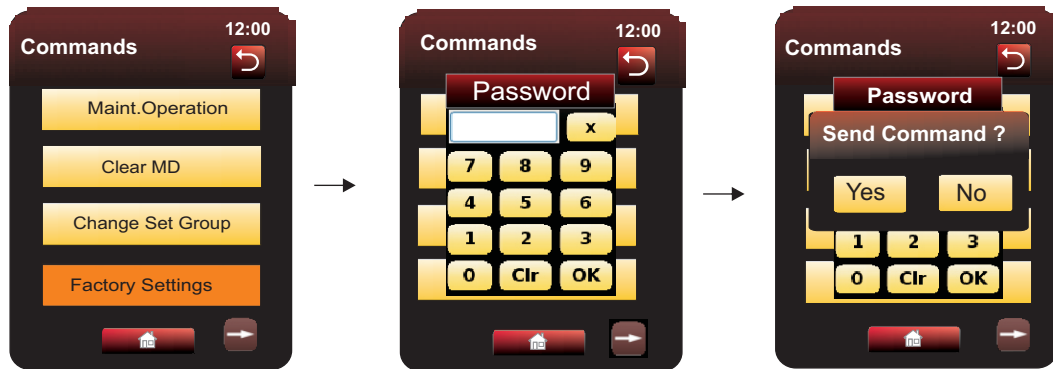 12:00
Commands
Maint.Operation
Clear MD
Change Set Group
Factory Settings
12:00
Commands
Password
x
7 8 9
4 5 6
1 2 3
0 Clr OK
12:00
Commands
Password
Send Command ?
Yes No
1 2 3
0 Clr OK